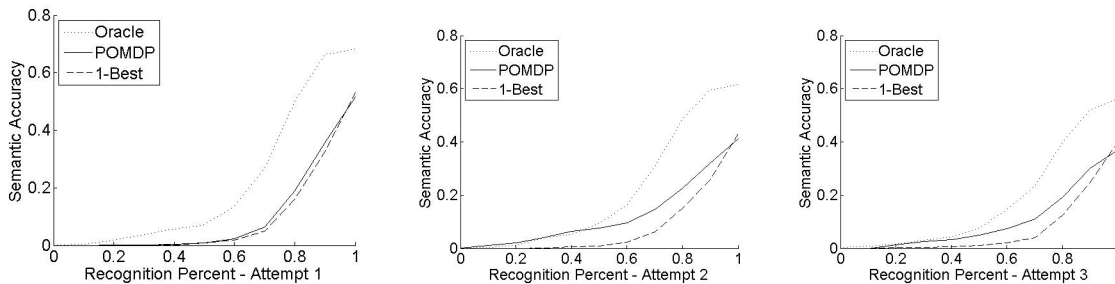 0.8
0.6
0.4
0.2
0
Semantic Accuracy
Oracle
POMDP
1-Best
0 0.2 0.4 0.6 0.8 1
Recognition Percent - Attempt 1
0.8
0.6
0.4
0.2
0
Semantic Accuracy
Oracle
POMDP
1-Best
0 0.2 0.4 0.6 0.8 1
Recognition Percent - Attempt 2
0.8
0.6
0.4
0.2
0
Semantic Accuracy
Oracle
POMDP
1-Best
0 0.2 0.4 0.6 0.8
Recognition Percent - Attempt 3